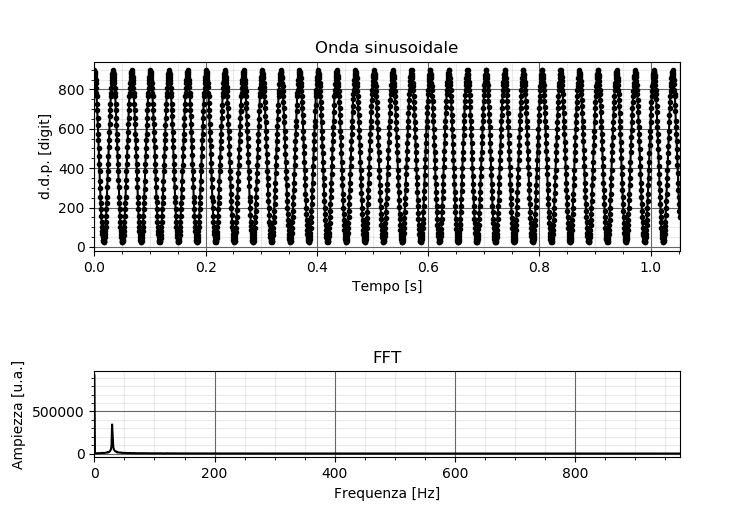 Onda sinusoidale
800
600
400
200
0
d.d.p. [digit]
0.0 0.2 0.4 0.6 0.8 1.0
Tempo [s]
FFT
500000
0
Ampiezza [u.a.]
0 200 400 600 800
Frequenza [Hz]